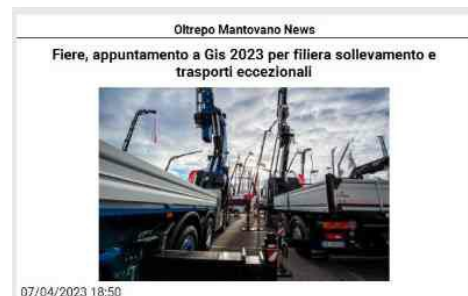 Oltrepo Mantovano News
Fiere, appuntamento a Gis 2023 per filiera sollevamento e
trasporti eccezionali
07/04/2023 18:50